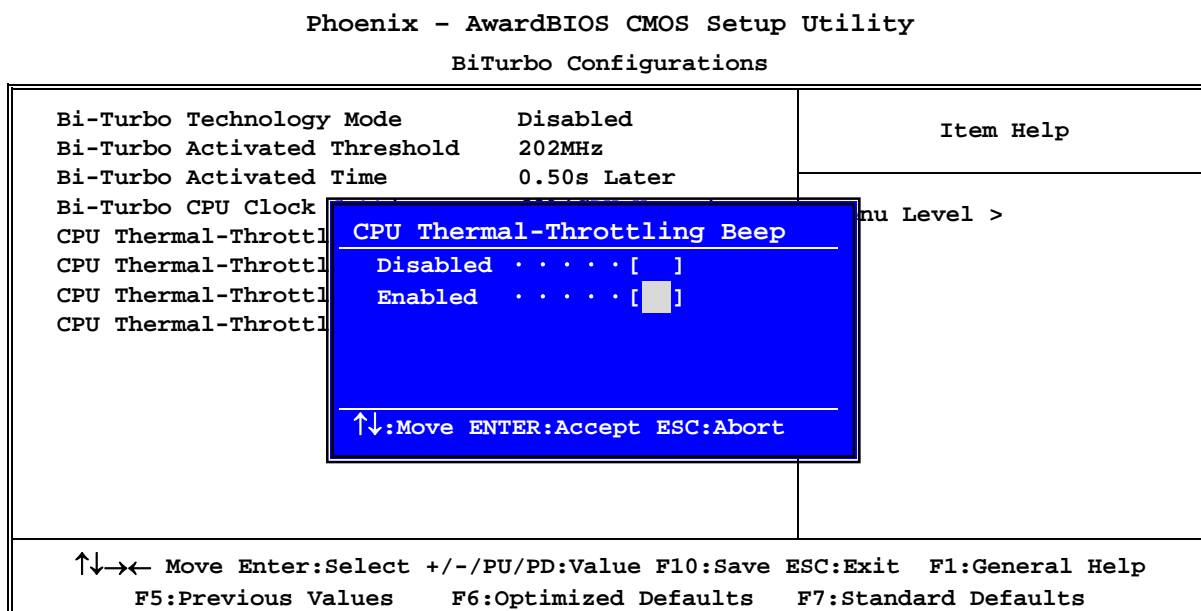 Phoenix – AwardBIOS CMOS Setup Utility
BiTurbo Configurations
Bi-Turbo Technology Mode Disabled
Bi-Turbo Activated Threshold 202MHz
Bi-Turbo Activated Time 0.50s Later
Bi-Turbo CPU Clock
CPU Thermal-Throttl
CPU Thermal-Throttl
CPU Thermal-Throttl
CPU Thermal-Throttl
Item Help
nu Level >
CPU Thermal-Throttling Beep
Disabled · · · · · [ ]
Enabled · · · · · [ ]
↑↓:Move ENTER:Accept ESC:Abort
↑↓→← Move Enter:Select +/-/PU/PD:Value F10:Save ESC:Exit F1:General Help
F5:Previous Values F6:Optimized Defaults F7:Standard Defaults